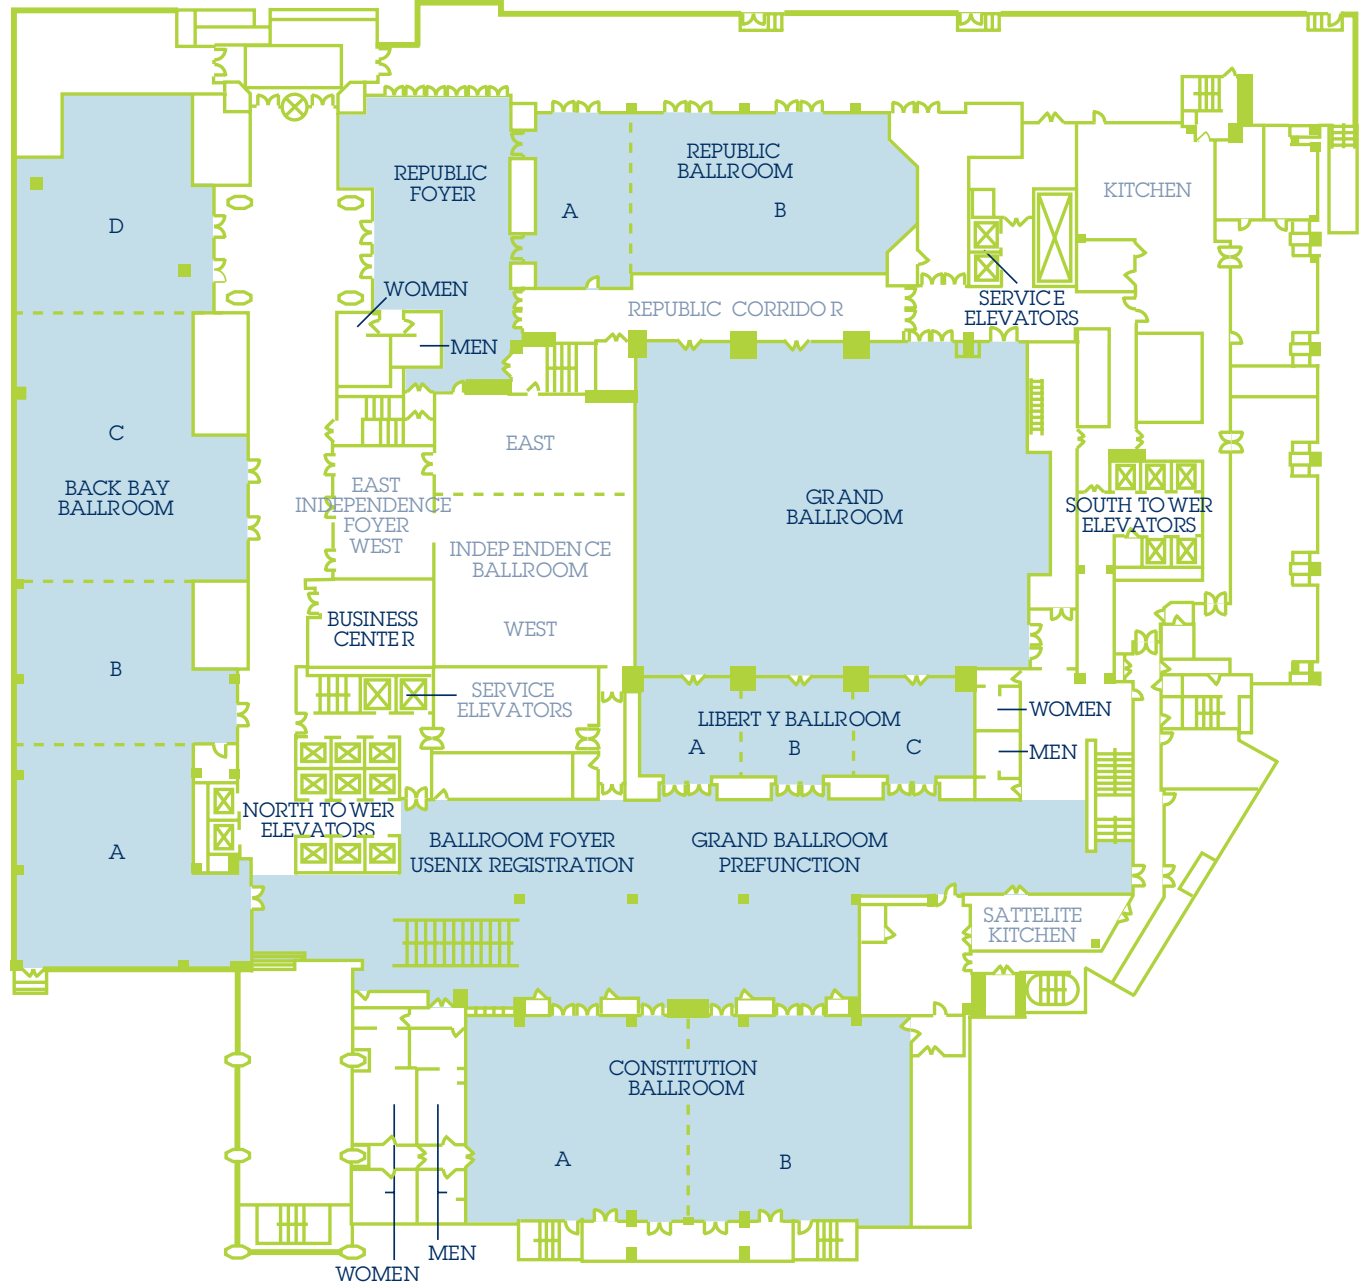 REPUBLIC
BALLROOM
A
B
REPUBLIC
FOYER
KITCHEN
D
WOMEN
MEN
REPUBLIC CORRIDOR
SERVICE
ELEVATORS
C
BACK BAY
BALLROOM
EAST
INDEPENDENCE
FOYER
WEST
EAST
INDEPENDENCE
BALLROOM
WEST
GRAND
BALLROOM
SOUTH TOWER
ELEVATORS
BUSINESS
CENTER
B
SERVICE
ELEVATORS
LIBERTY BALLROOM
A
B
C
WOMEN
MEN
NORTH TOWER
ELEVATORS
A
BALLROOM FOYER
USENIX REGISTRATION
GRAND BALLROOM
PREFUNCTION
SATTELITE
KITCHEN
CONSTITUTION
BALLROOM
A
B
MEN
WOMEN